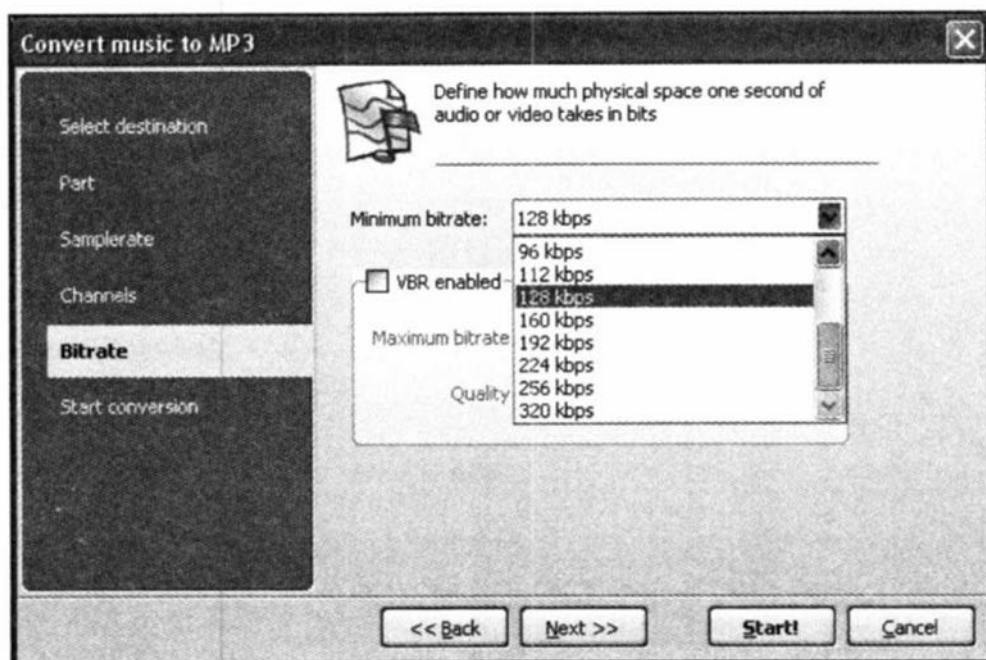 Convert music to MP3
Select destination
Part
Samplerate
Channels
Bitrate
Start conversion
Define how much physical space one second of
audio or video takes in bits
Minimum bitrate: 128 kbps
96 kbps
112 kbps
VBR enabled
128 kbps
160 kbps
Maximum bitrate
192 kbps
224 kbps
Quality
256 kbps
320 kbps
<< Back Next >> Start! Cancel